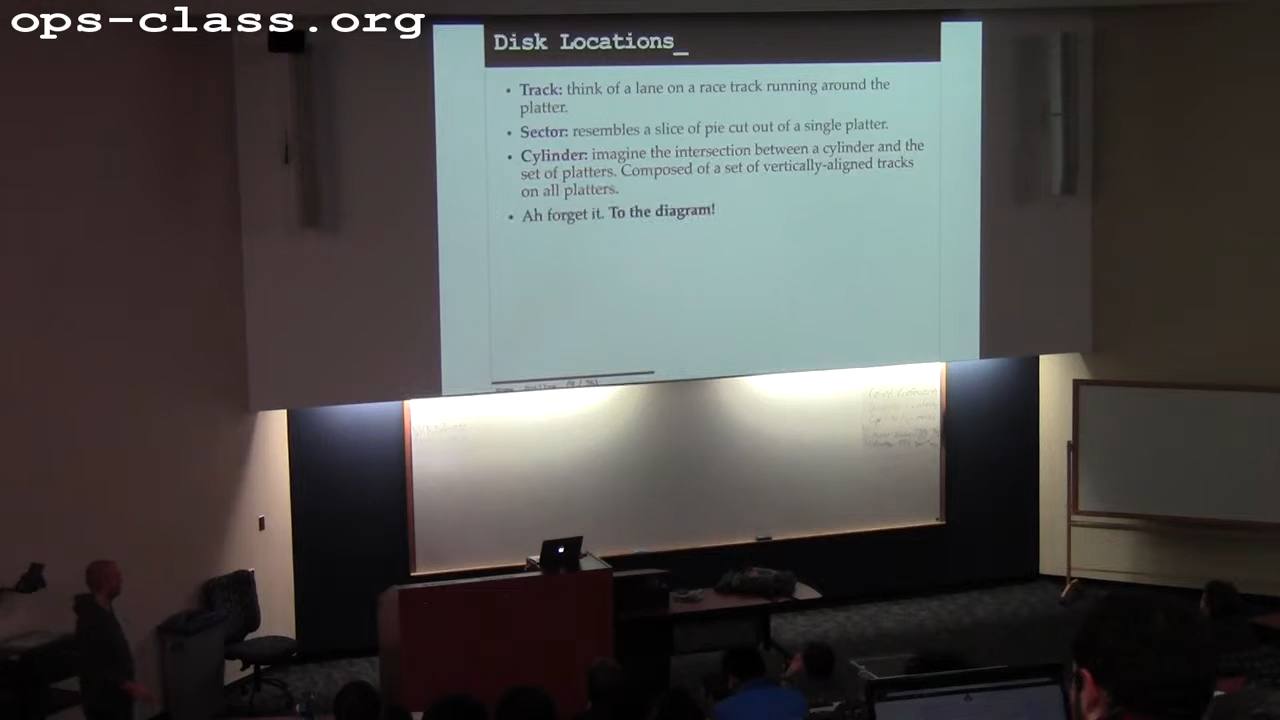 ops-class.org
Disk Locations_
• Track: think of a lane on a race track running around the
platter.
• Sector: resembles a slice of pie cut out of a single platter.
• Cylinder: imagine the intersection between a cylinder and the
set of platters. Composed of a set of vertically-aligned tracks
on all platters.
• Ah forget it. To the diagram!